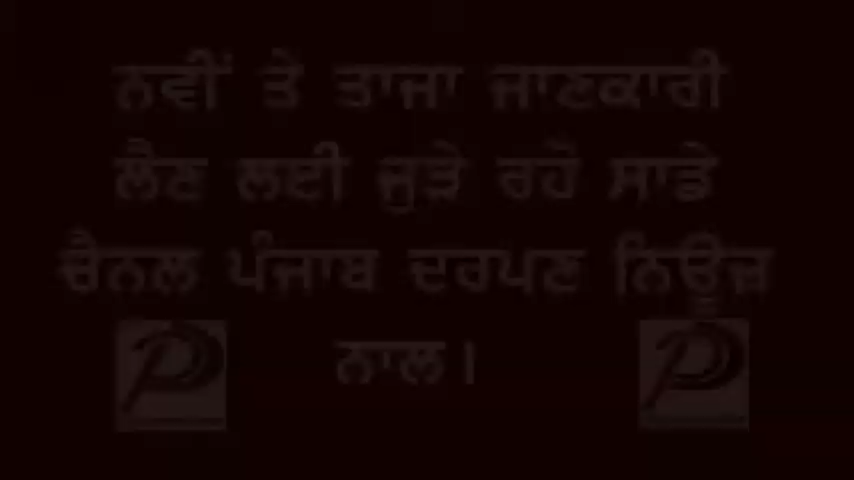 ਨਵੀਂ ਤੇ ਤਾਜਾ ਜਾਣਕਾਰੀ
ਲੈਣ ਲਈ ਜੁੜੇ ਰਹੋ ਸਾਡੇ
ਚੈਨਲ ਪੰਜਾਬ ਦਰਪਣ ਨਿਊਜ਼
ਨਾਲ।